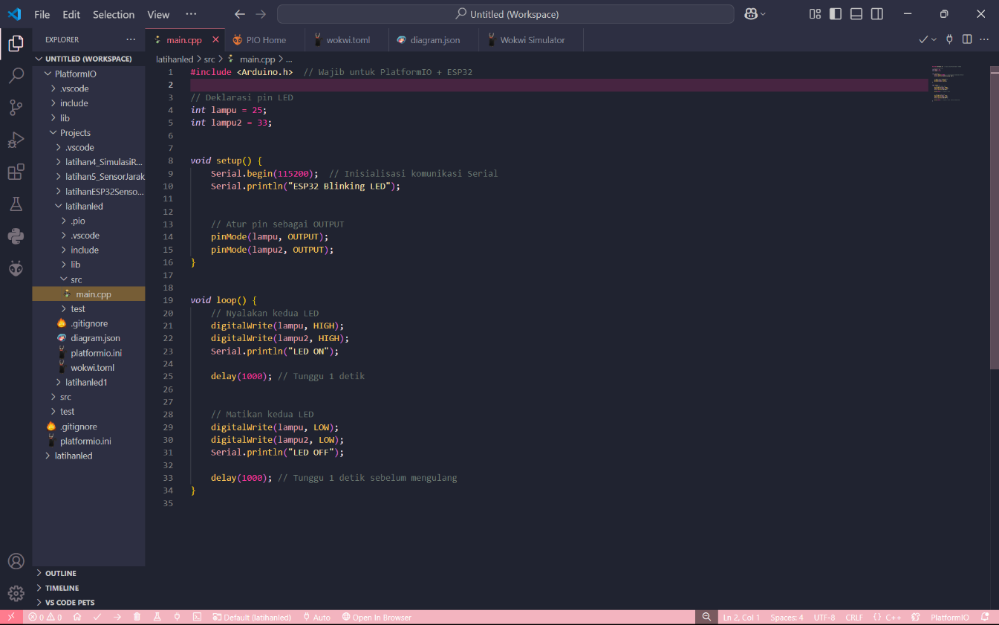 File Edit Selection View ··· Untitled (Workspace)
EXPLORER ··· main.cpp PIO Home wokwi.toml diagram.json Wokwi Simulator
UNTITLED (WORKSPACE)
PlatformIO
.vscode
include
lib
Projects
.vscode
latihan4_SimulasiR...
latihan5_SensorJarak
latihanESP32Senso...
latihanled
.pio
.vscode
include
lib
src
main.cpp
test
.gitignore
diagram.json
platformio.ini
wokwi.toml
latihanled1
src
test
.gitignore
platformio.ini
latihanled
OUTLINE
TIMELINE
VS CODE PETS
latihanled > src > main.cpp > ...
1 #include <Arduino.h>  // Wajib untuk PlatformIO + ESP32
2
3 // Deklarasi pin LED
4 int lampu = 25;
5 int lampu2 = 33;
6
7
8 void setup() {
9     Serial.begin(115200);  // Inisialisasi komunikasi Serial
10     Serial.println("ESP32 Blinking LED");
11
12
13     // Atur pin sebagai OUTPUT
14     pinMode(lampu, OUTPUT);
15     pinMode(lampu2, OUTPUT);
16 }
17
18
19 void loop() {
20     // Nyalakan kedua LED
21     digitalWrite(lampu, HIGH);
22     digitalWrite(lampu2, HIGH);
23     Serial.println("LED ON");
24
25     delay(1000); // Tunggu 1 detik
26
27
28     // Matikan kedua LED
29     digitalWrite(lampu, LOW);
30     digitalWrite(lampu2, LOW);
31     Serial.println("LED OFF");
32
33     delay(1000); // Tunggu 1 detik sebelum mengulang
34 }
35
0 0 Default (latihanled) Auto Open In Browser Ln 2, Col 1 Spaces: 4 UTF-8 CRLF {} C++ PlatformIO